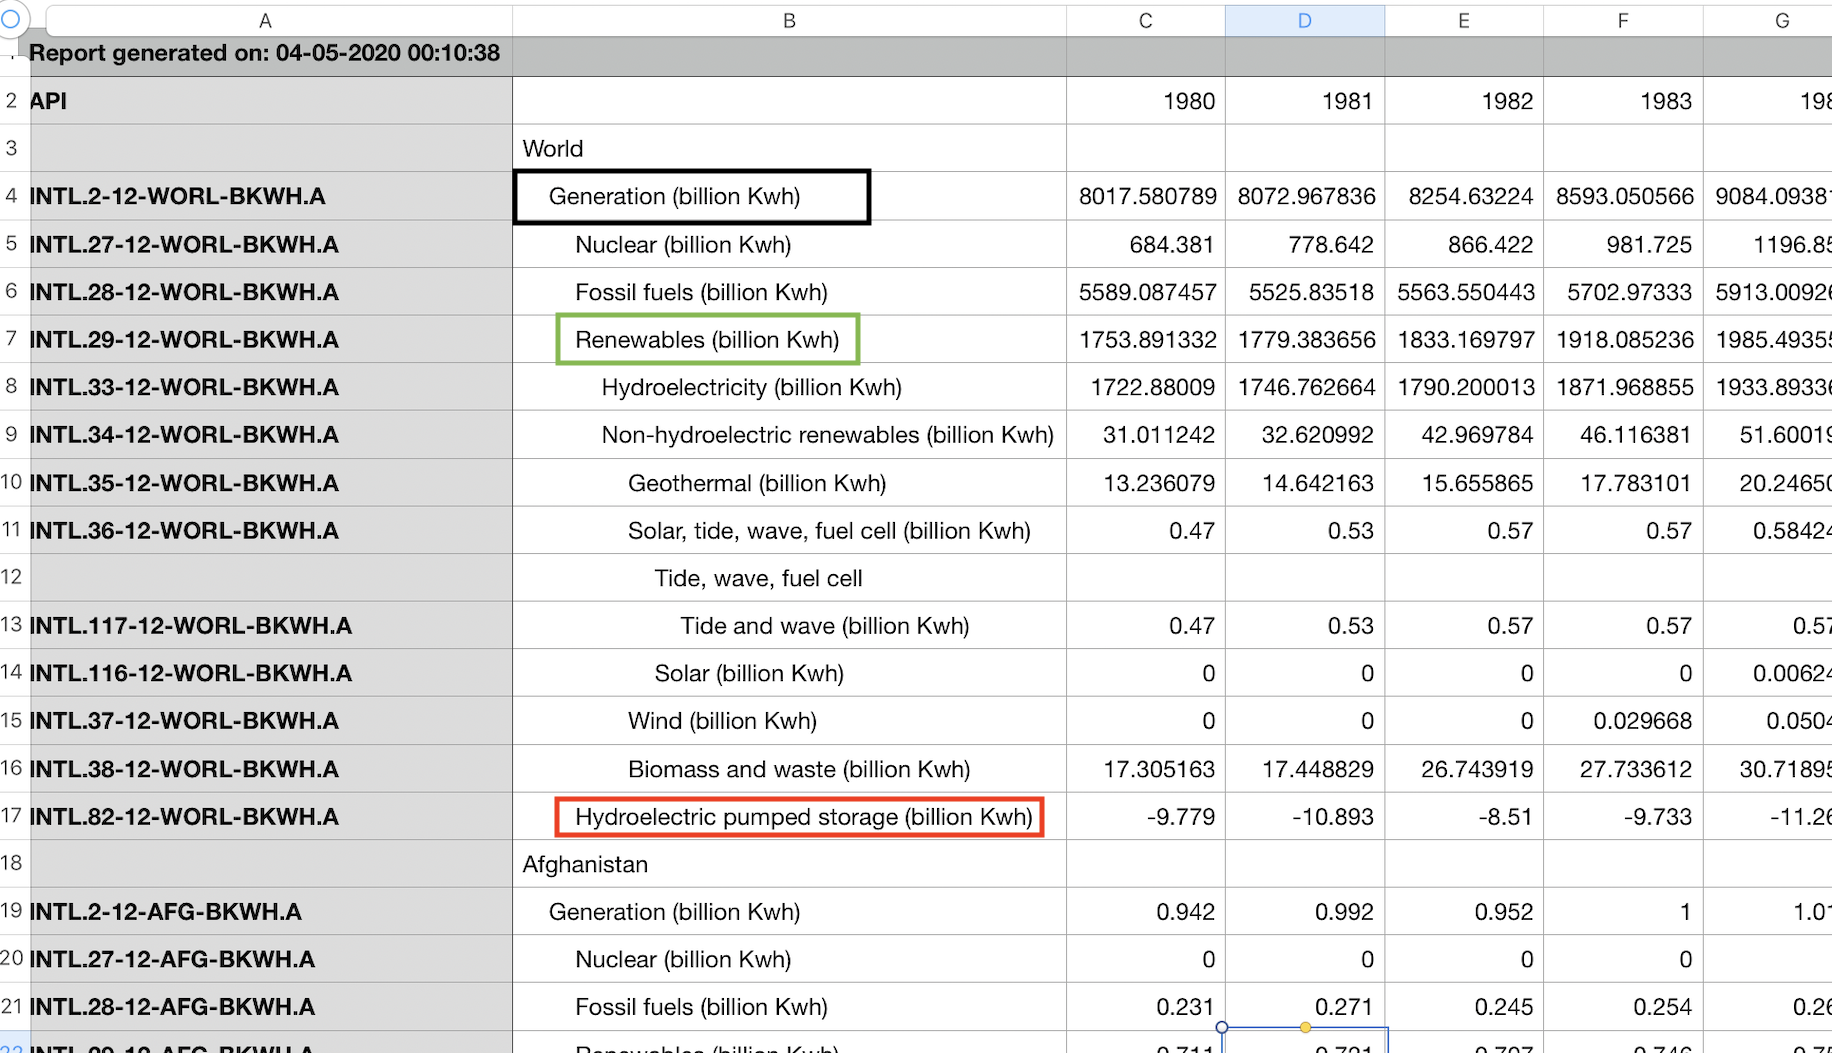 A B C D E F G
1 Report generated on: 04-05-2020 00:10:38
2 API 1980 1981 1982 1983
3 World
4 INTL.2-12-WORL-BKWH.A Generation (billion Kwh) 8017.580789 8072.967836 8254.63224 8593.050566 9084.0938
5 INTL.27-12-WORL-BKWH.A Nuclear (billion Kwh) 684.381 778.642 866.422 981.725 1196.85
6 INTL.28-12-WORL-BKWH.A Fossil fuels (billion Kwh) 5589.087457 5525.83518 5563.550443 5702.97333 5913.0092
7 INTL.29-12-WORL-BKWH.A Renewables (billion Kwh) 1753.891332 1779.383656 1833.169797 1918.085236 1985.4935
8 INTL.33-12-WORL-BKWH.A Hydroelectricity (billion Kwh) 1722.88009 1746.762664 1790.200013 1871.968855 1933.8933
9 INTL.34-12-WORL-BKWH.A Non-hydroelectric renewables (billion Kwh) 31.011242 32.620992 42.969784 46.116381 51.6001
10 INTL.35-12-WORL-BKWH.A Geothermal (billion Kwh) 13.236079 14.642163 15.655865 17.783101 20.24650
11 INTL.36-12-WORL-BKWH.A Solar, tide, wave, fuel cell (billion Kwh) 0.47 0.53 0.57 0.57 0.5842
12 Tide, wave, fuel cell
13 INTL.117-12-WORL-BKWH.A Tide and wave (billion Kwh) 0.47 0.53 0.57 0.57 0.57
14 INTL.116-12-WORL-BKWH.A Solar (billion Kwh) 0 0 0 0 0.0062
15 INTL.37-12-WORL-BKWH.A Wind (billion Kwh) 0 0 0 0.029668 0.050
16 INTL.38-12-WORL-BKWH.A Biomass and waste (billion Kwh) 17.305163 17.448829 26.743919 27.733612 30.7189
17 INTL.82-12-WORL-BKWH.A Hydroelectric pumped storage (billion Kwh) -9.779 -10.893 -8.51 -9.733 -11.26
18 Afghanistan
19 INTL.2-12-AFG-BKWH.A Generation (billion Kwh) 0.942 0.992 0.952 1 1.01
20 INTL.27-12-AFG-BKWH.A Nuclear (billion Kwh) 0 0 0 0
21 INTL.28-12-AFG-BKWH.A Fossil fuels (billion Kwh) 0.231 0.271 0.245 0.254 0.26